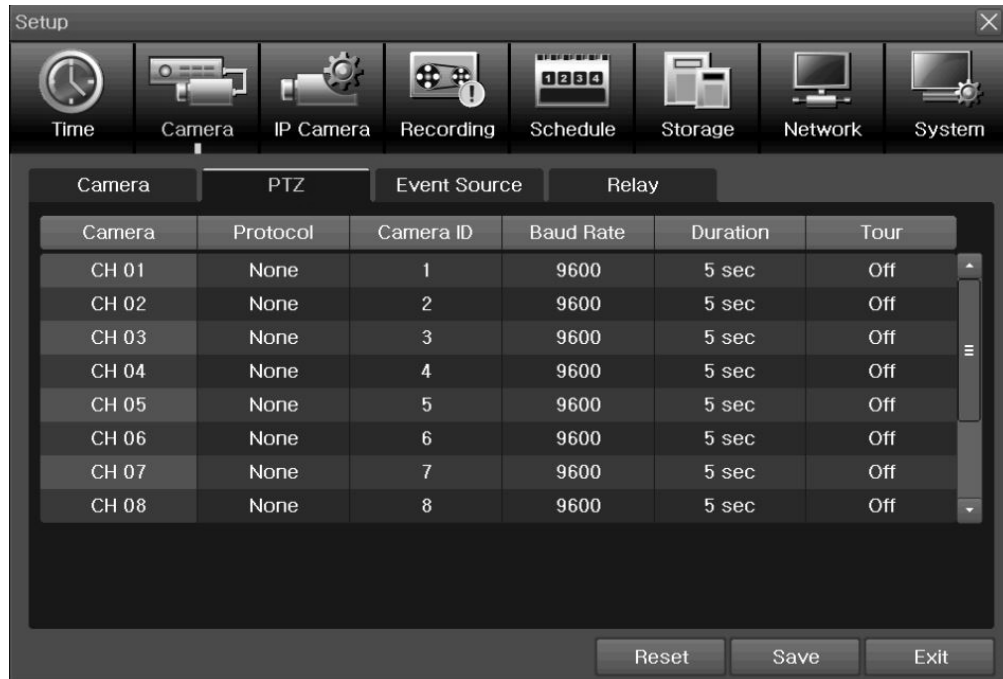 Setup
1234
Time Camera IP Camera Recording Schedule Storage Network System
Camera PTZ Event Source Relay
Camera Protocol Camera ID Baud Rate Duration Tour
CH 01 None 1 9600 5 sec Off
CH 02 None 2 9600 5 sec Off
CH 03 None 3 9600 5 sec Off
CH 04 None 4 9600 5 sec Off
CH 05 None 5 9600 5 sec Off
CH 06 None 6 9600 5 sec Off
CH 07 None 7 9600 5 sec Off
CH 08 None 8 9600 5 sec Off
Reset Save Exit